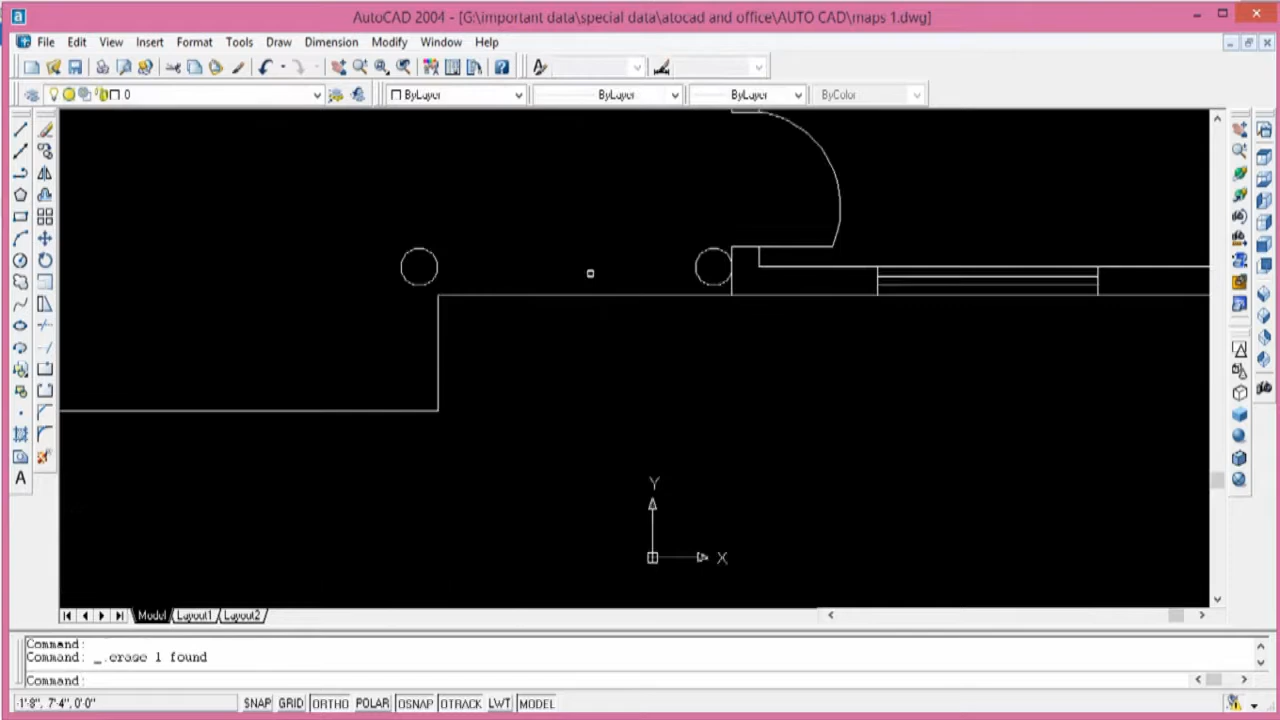 AutoCAD 2004 - [G:\important data\special data\atocad and office\AUTO CAD\maps 1.dwg]
File Edit View Insert Format Tools Draw Dimension Modify Window Help
0 ByLayer ByLayer ByLayer ByColor
A
Y
X
Model Layout1 Layout2
Command:
Command: _.erase 1 found
Command:
-1'-8", 7'-4", 0'-0" SNAP GRID ORTHO POLAR OSNAP OTRACK LWT MODEL